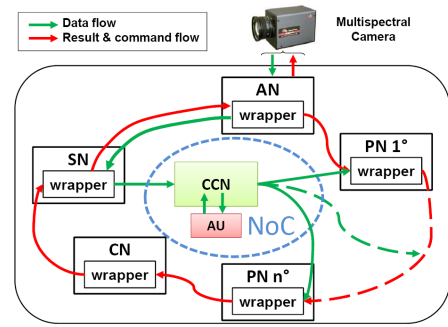 Data flow
Result & command flow
Multispectral
Camera
AN
wrapper
SN
wrapper
PN 1°
wrapper
CCN
AU
NoC
CN
wrapper
PN n°
wrapper